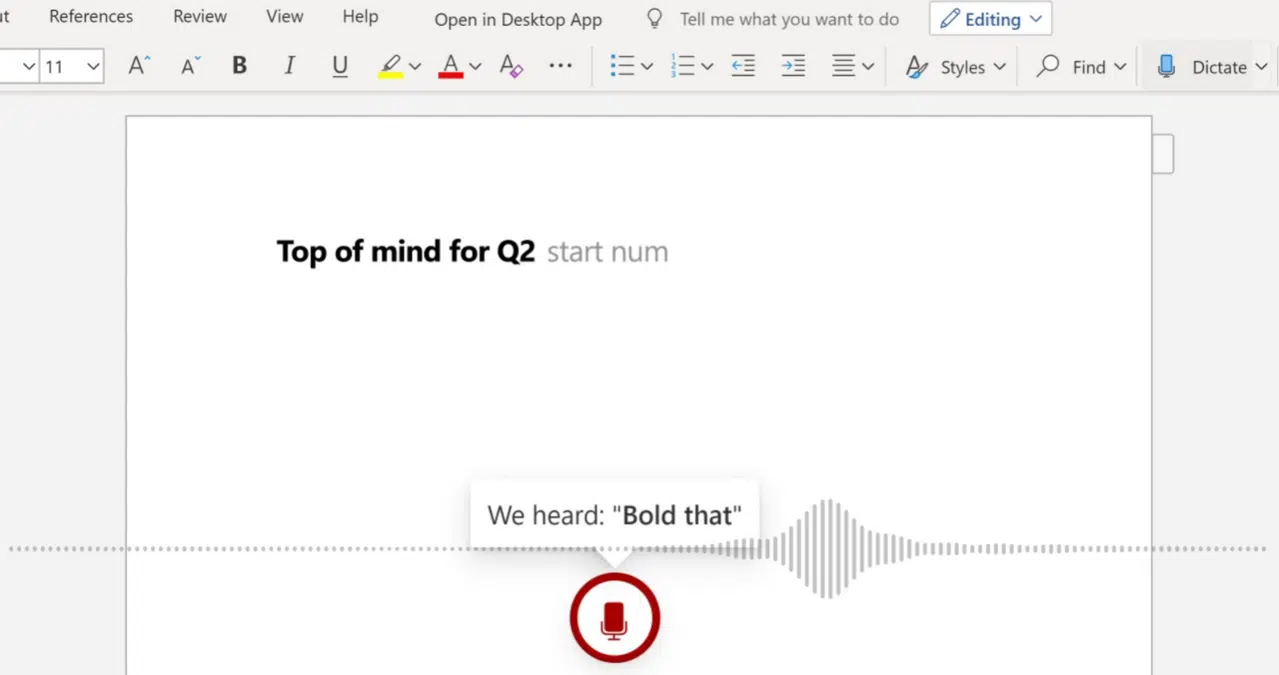 References Review View Help Open in Desktop App Tell me what you want to do Editing
11 A A B I U A A Styles Find Dictate
Top of mind for Q2 start num
We heard: "Bold that"